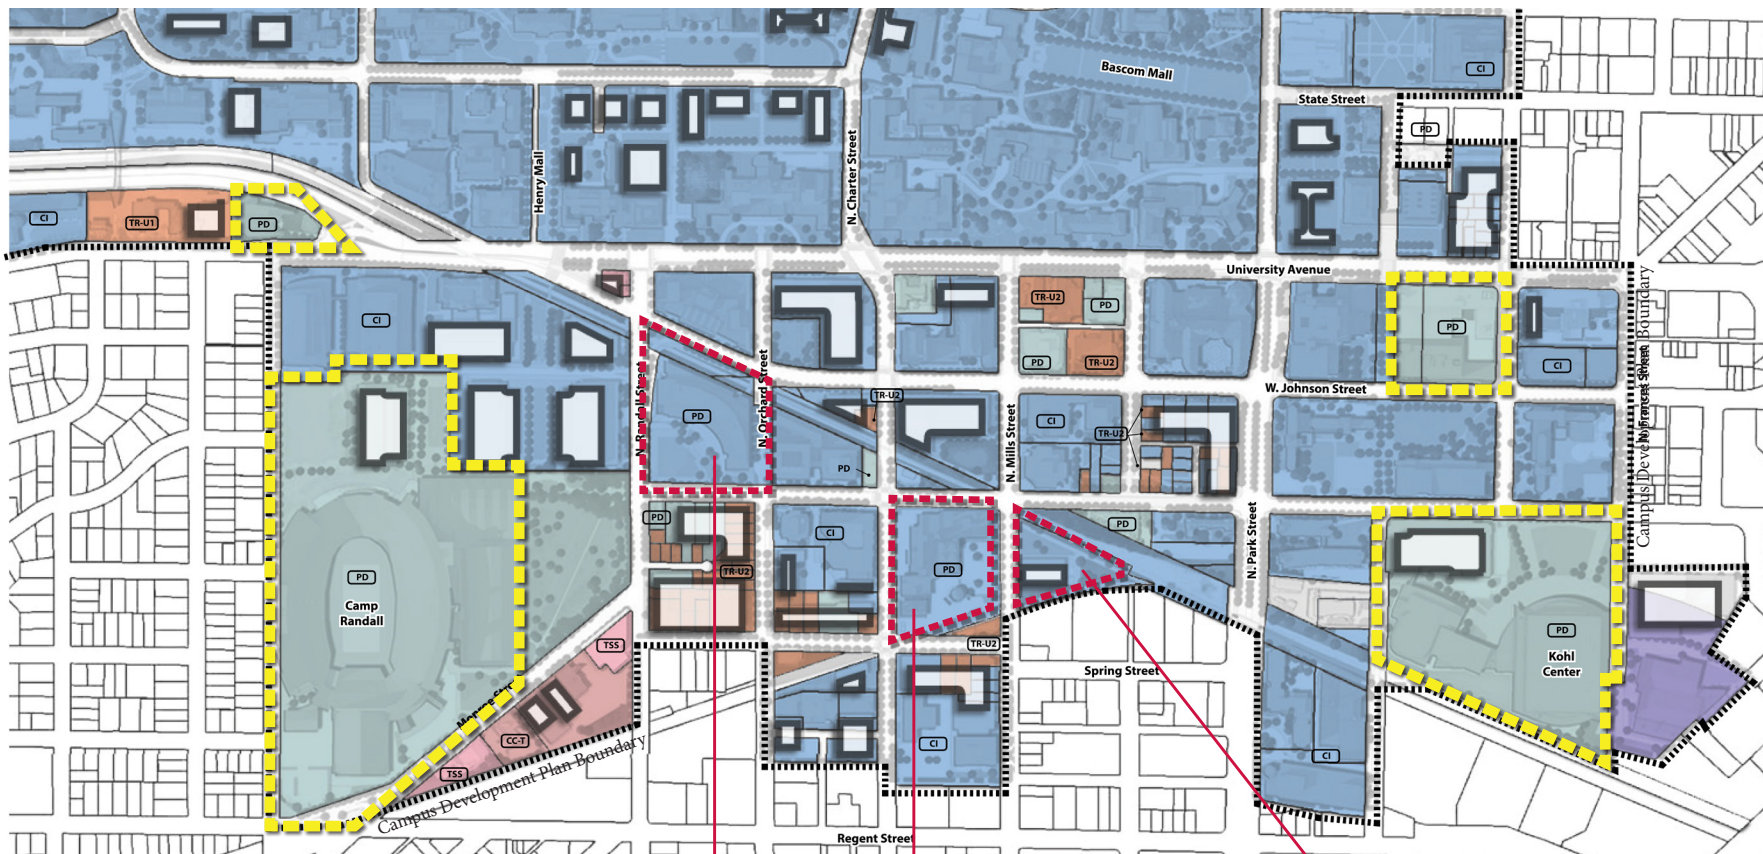 Bascom Mall
CI
State Street
PD
Henry Mall
N. Charter Street
CI
TR-U1
PD
University Avenue
CI
TR-U2
PD
PD
TR-U2
PD
CI
W. Johnson Street
N. Randall Street
PD
N. Orchard Street
TR-U2
PD
N. Mills Street
CI
TR-U2
Campus Development Plan Boundary
PD
TR-U2
CI
PD
PD
N. Park Street
PD
Camp
Randall
TSS
TR-U2
Spring Street
PD
Kohl
Center
Monroe Street
CC-T
TSS
CI
CI
Campus Development Plan Boundary
Regent Street